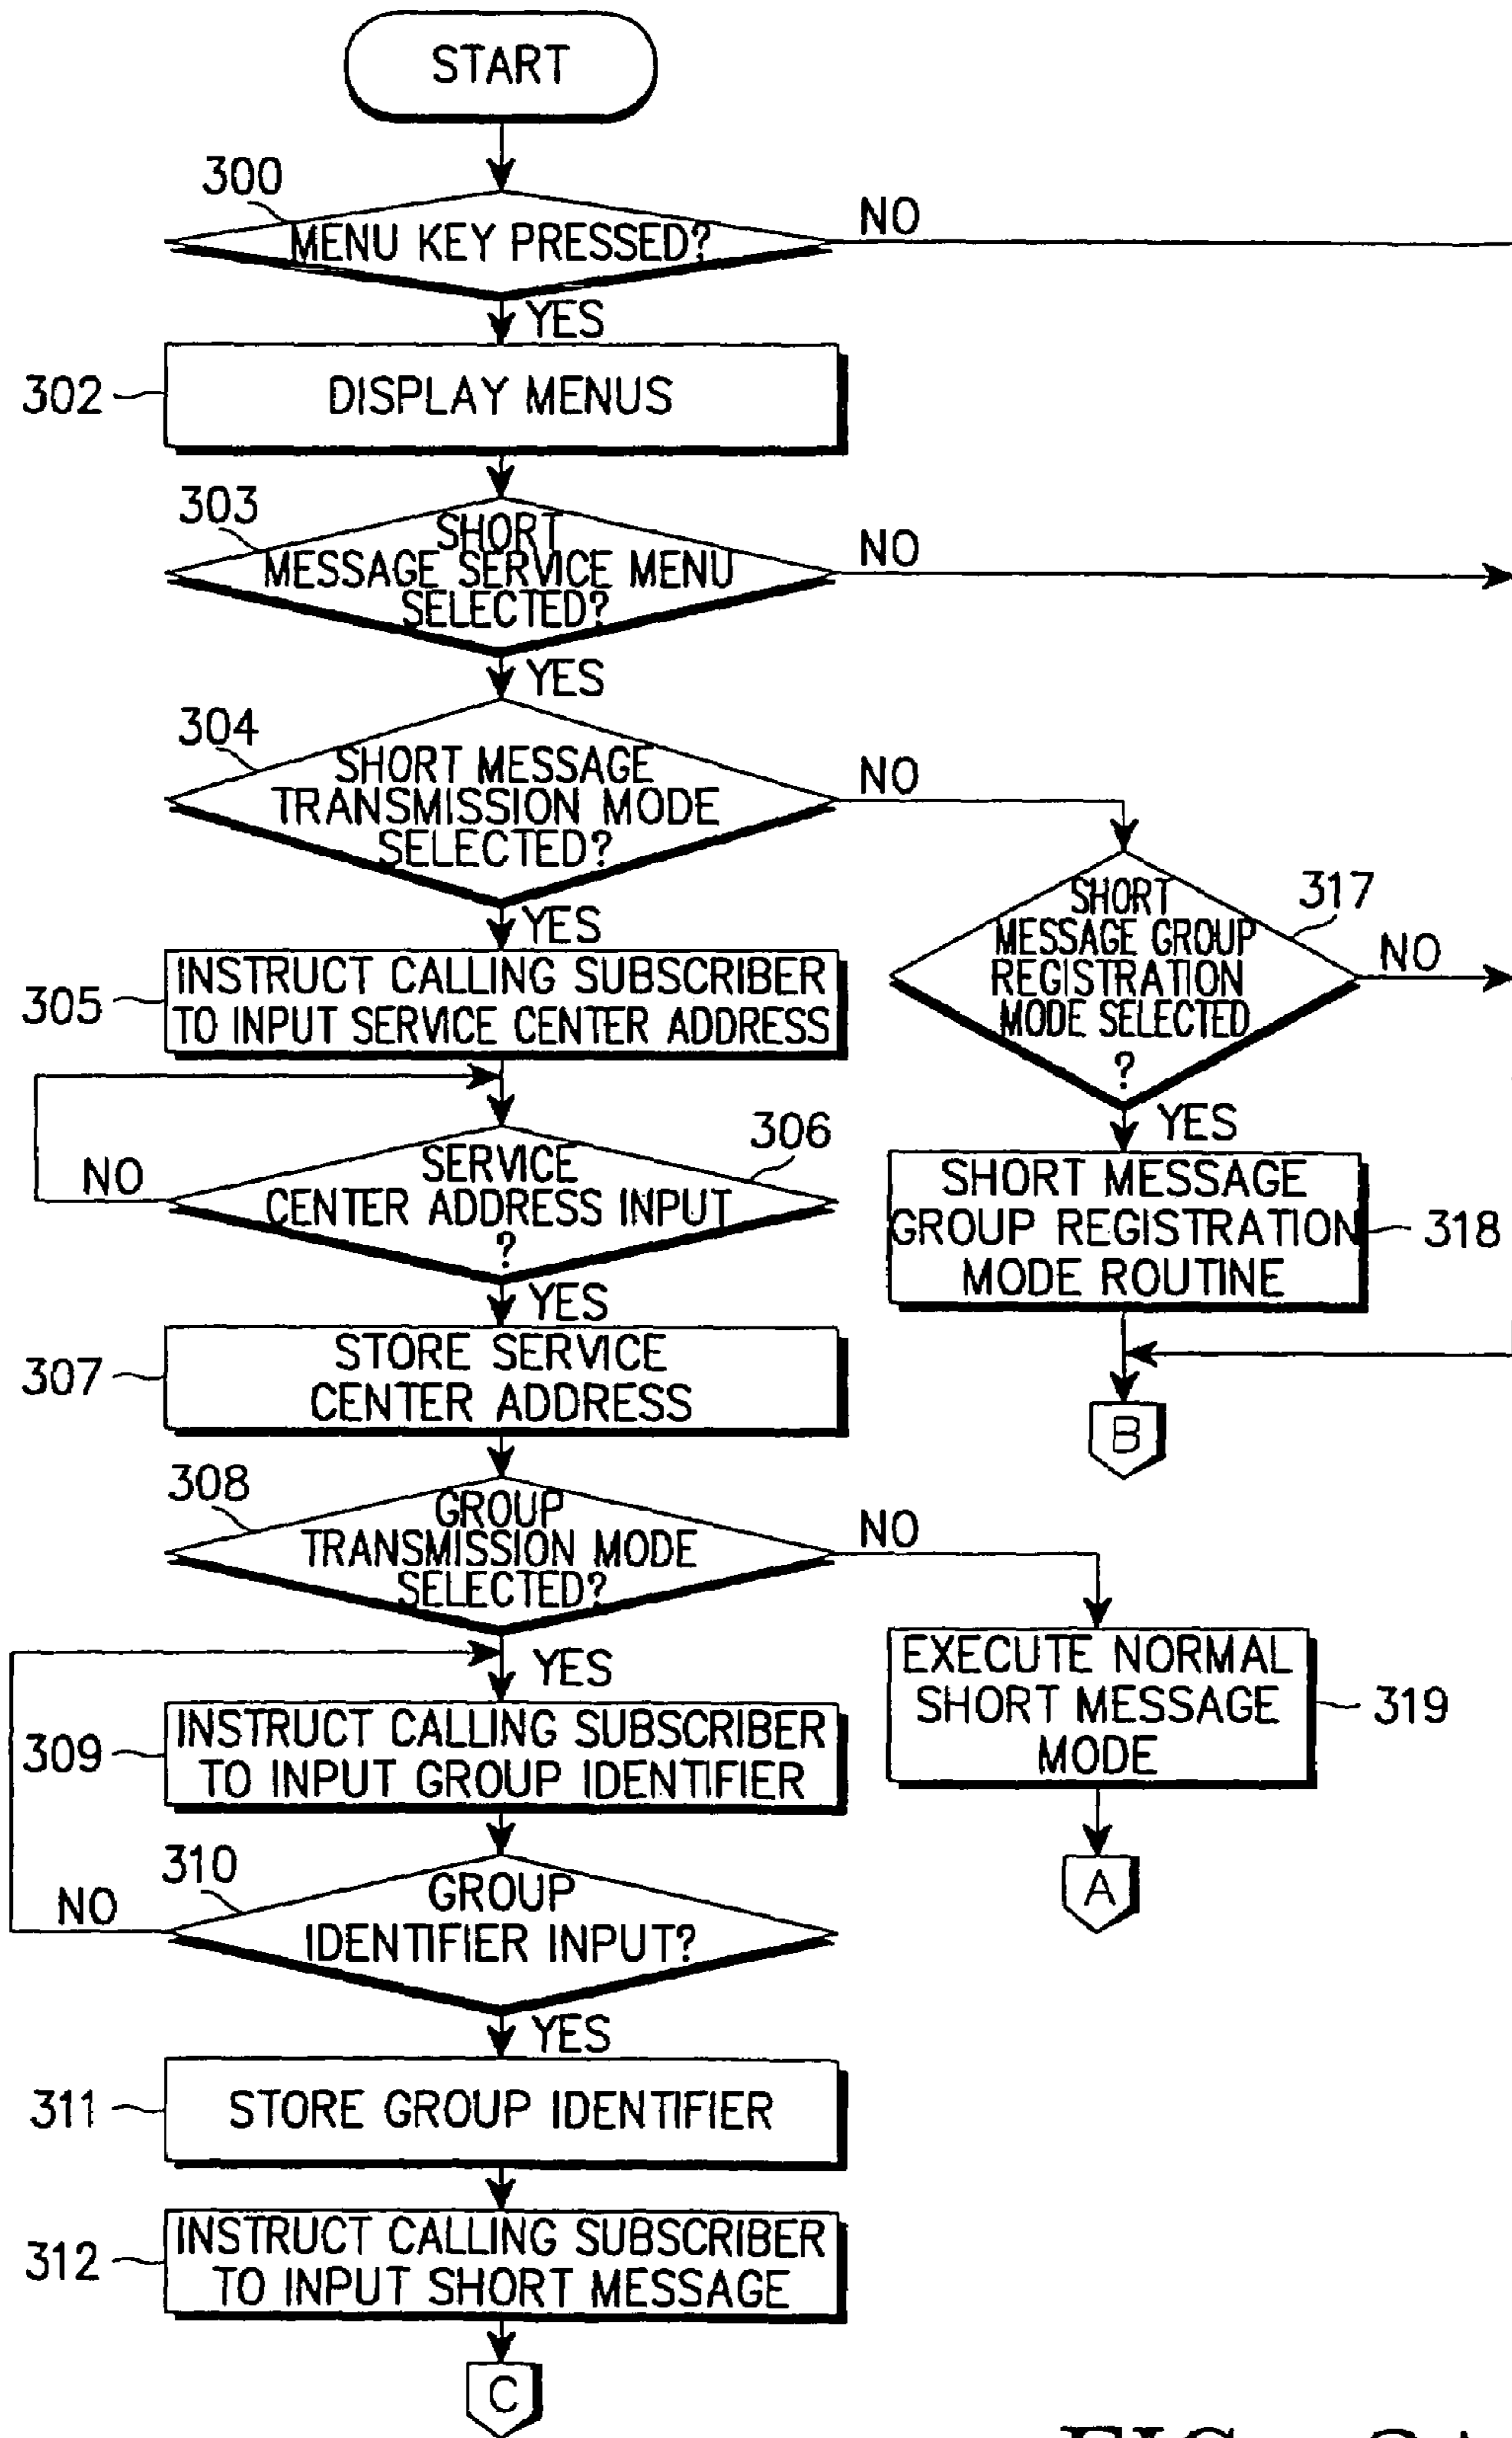 START
300
MENU KEY PRESSED?
NO
YES
302
DISPLAY MENUS
303
SHORT
MESSAGE SERVICE MENU
SELECTED?
NO
YES
304
SHORT MESSAGE
TRANSMISSION MODE
SELECTED?
NO
YES
317
SHORT
MESSAGE GROUP
REGISTRATION
MODE SELECTED
?
NO
YES
305
INSTRUCT CALLING SUBSCRIBER
TO INPUT SERVICE CENTER ADDRESS
306
SERVICE
CENTER ADDRESS INPUT
?
NO
YES
SHORT MESSAGE
GROUP REGISTRATION
MODE ROUTINE
318
B
307
STORE SERVICE
CENTER ADDRESS
308
GROUP
TRANSMISSION MODE
SELECTED?
NO
YES
EXECUTE NORMAL
SHORT MESSAGE
MODE
319
A
309
INSTRUCT CALLING SUBSCRIBER
TO INPUT GROUP IDENTIFIER
310
GROUP
IDENTIFIER INPUT?
NO
YES
311
STORE GROUP IDENTIFIER
312
INSTRUCT CALLING SUBSCRIBER
TO INPUT SHORT MESSAGE
C